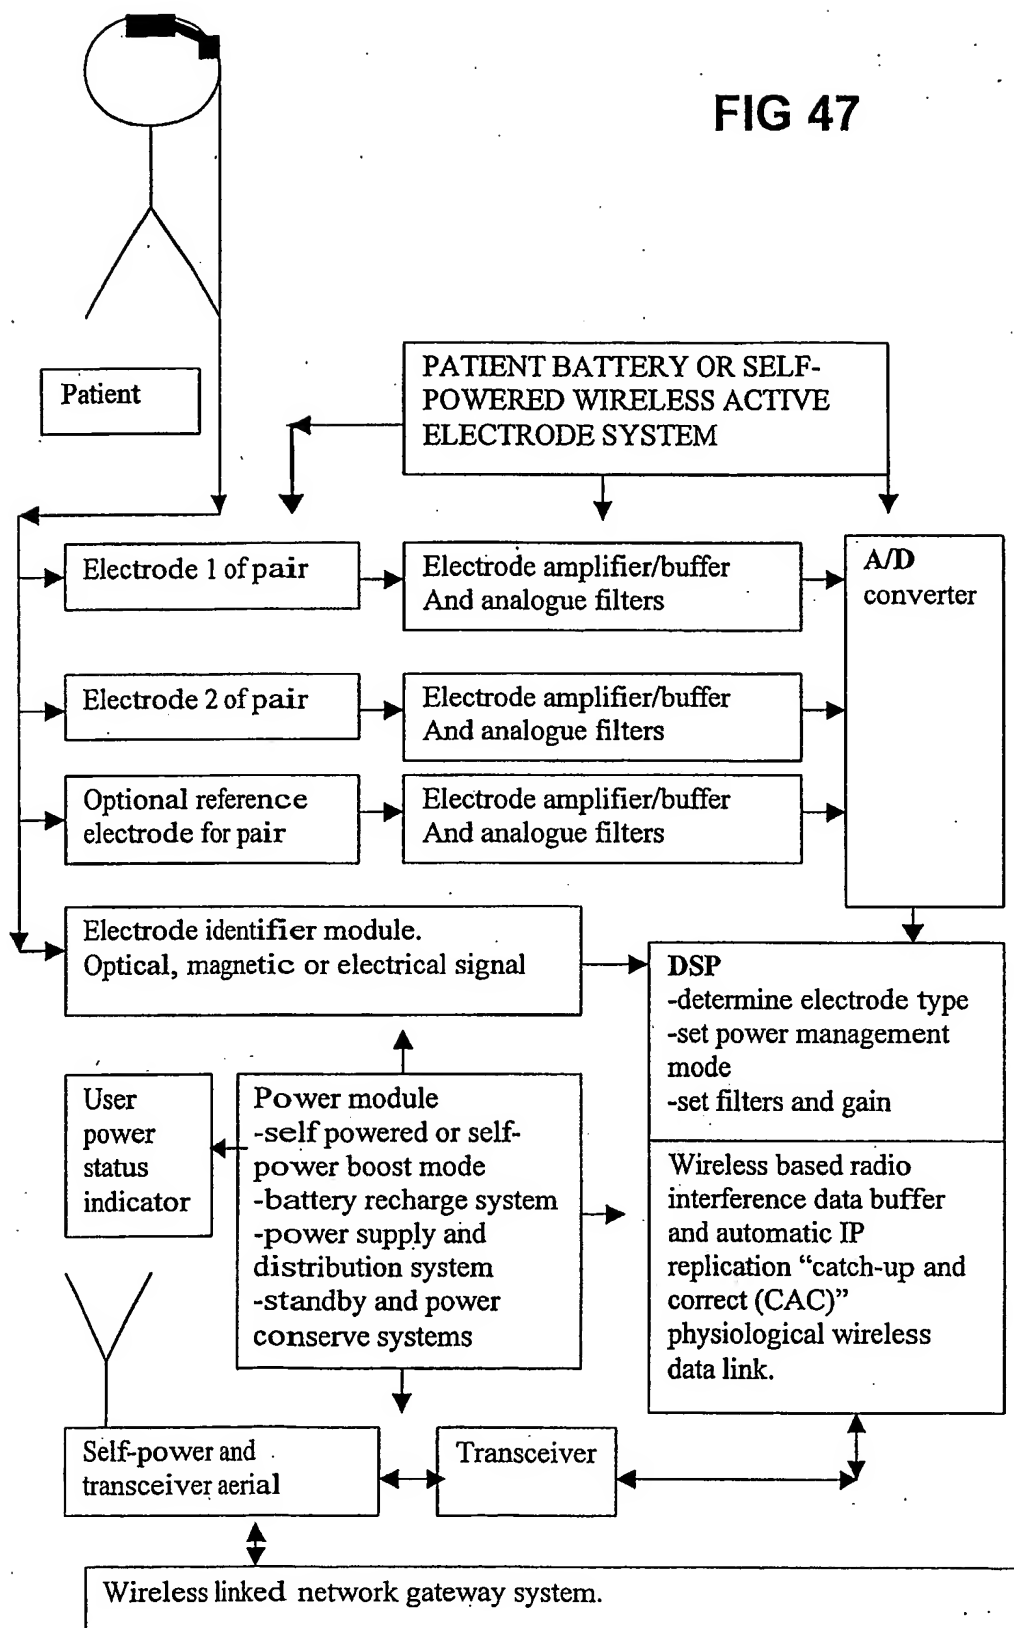 FIG 47
Patient
PATIENT BATTERY OR SELF-
POWERED WIRELESS ACTIVE
ELECTRODE SYSTEM
Electrode 1 of pair
Electrode amplifier/buffer
And analogue filters
A/D
converter
Electrode 2 of pair
Electrode amplifier/buffer
And analogue filters
Optional reference
electrode for pair
Electrode amplifier/buffer
And analogue filters
Electrode identifier module.
Optical, magnetic or electrical signal
DSP
-determine electrode type
-set power management
mode
-set filters and gain
User
power
status
indicator
Power module
-self powered or self-
power boost mode
-battery recharge system
-power supply and
distribution system
-standby and power
conserve systems
Wireless based radio
interference data buffer
and automatic IP
replication “catch-up and
correct (CAC)”
physiological wireless
data link.
Self-power and
transceiver aerial
Transceiver
Wireless linked network gateway system.